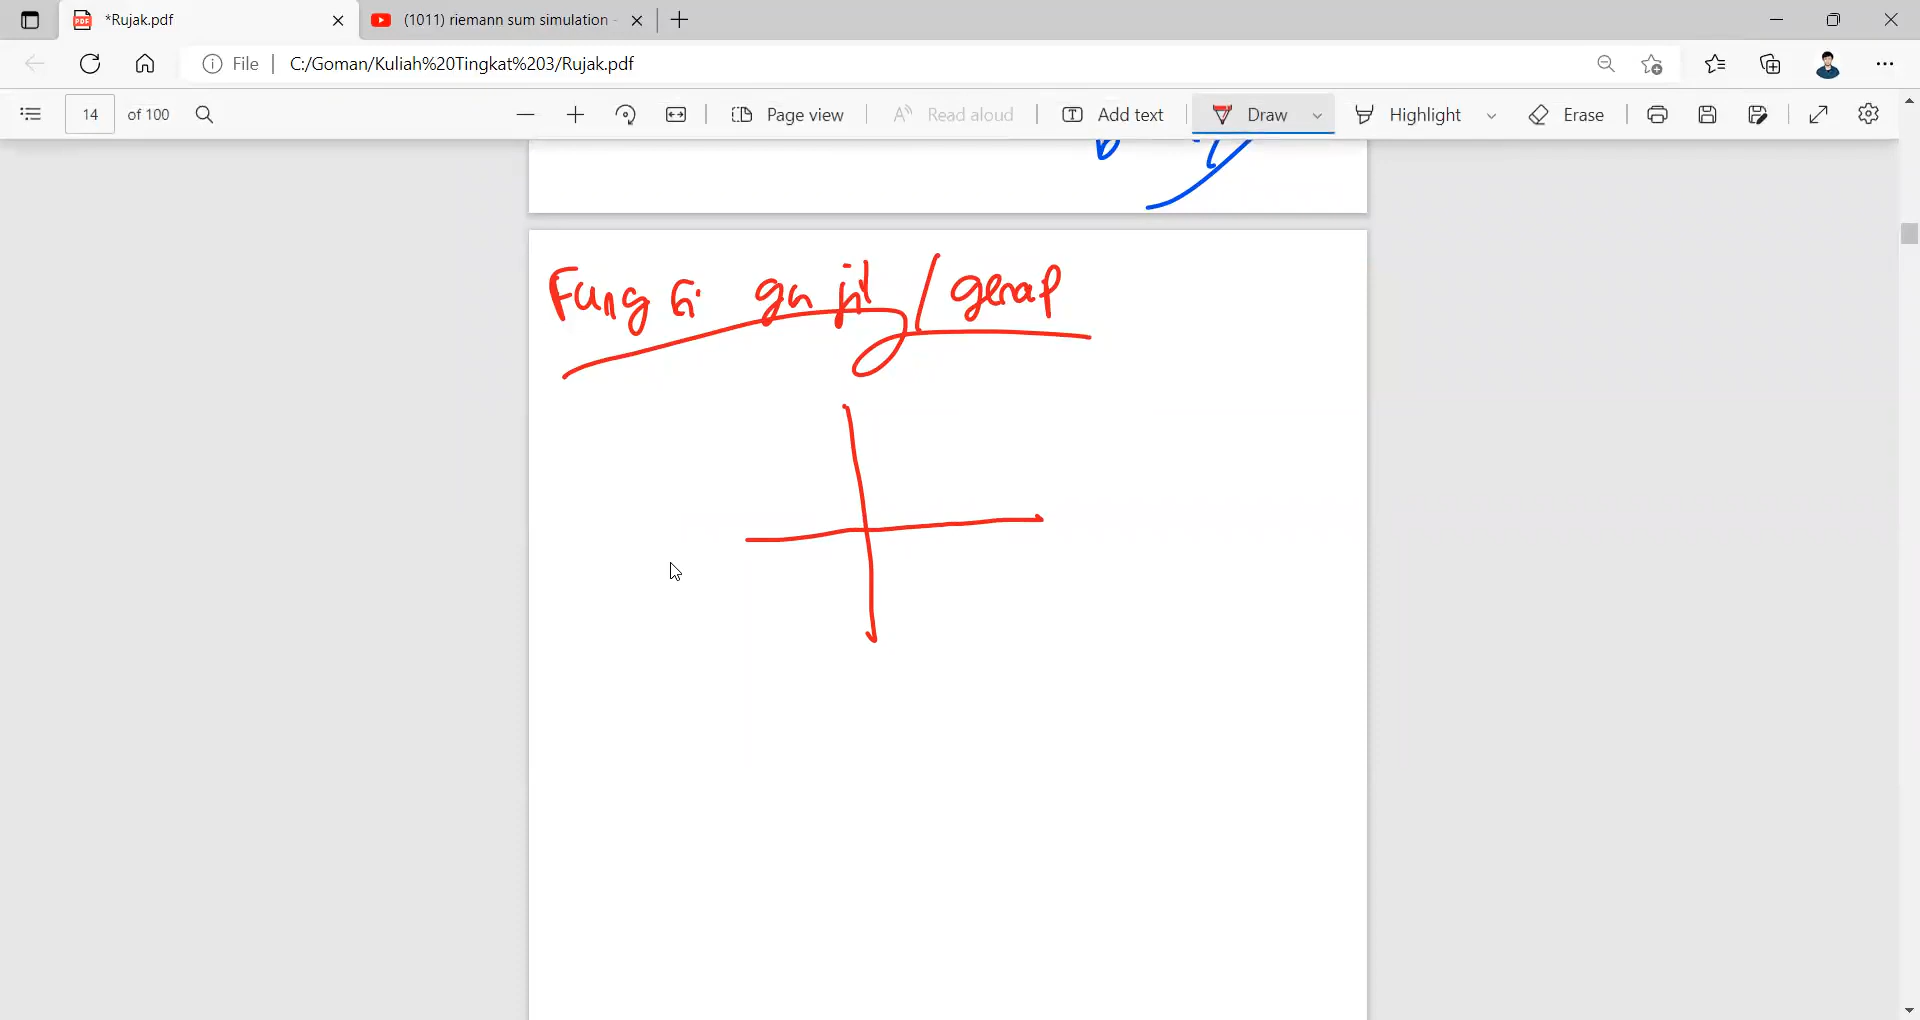 *Rujak.pdf
(1011) riemann sum simulation -
File
C:/Goman/Kuliah%20Tingkat%203/Rujak.pdf
14 of 100
Page view
Read aloud
Add text
Draw
Highlight
Erase
Fungsi ganjil / genap